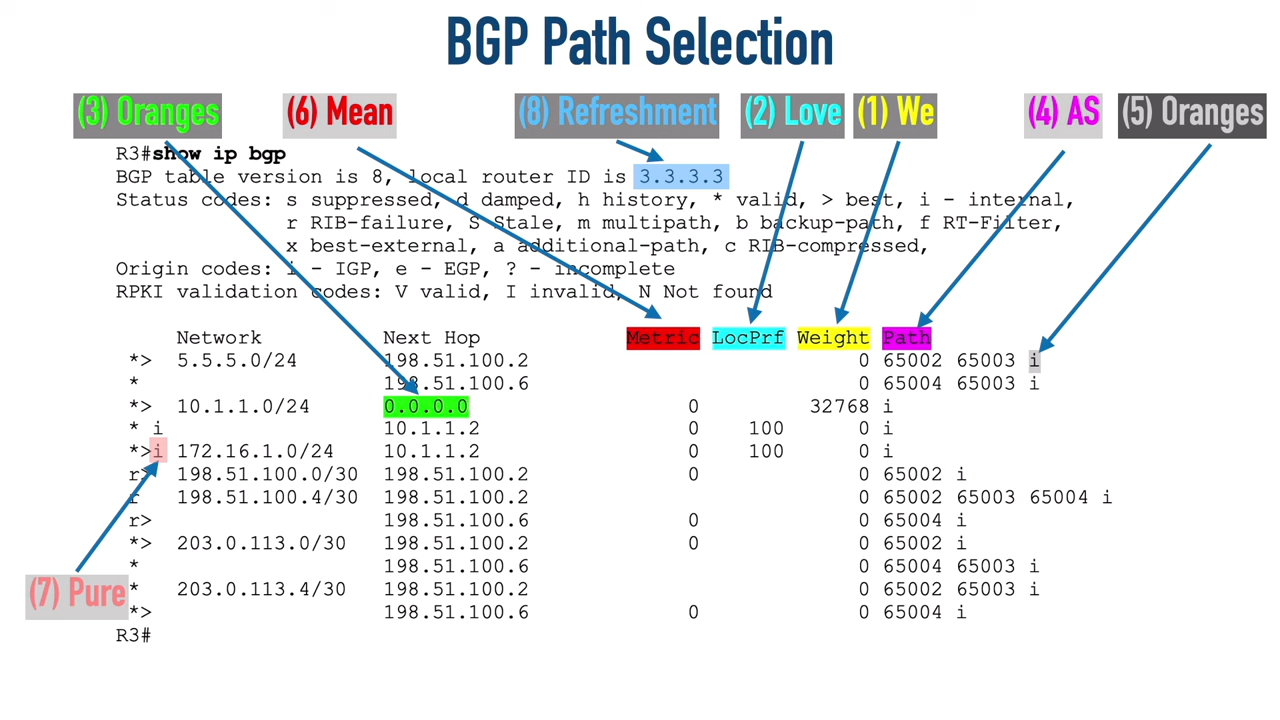 BGP Path Selection
(3) Oranges (6) Mean (8) Refreshment (2) Love (1) We (4) AS (5) Oranges
R3#show ip bgp
BGP table version is 8, local router ID is 3.3.3.3
Status codes: s suppressed, d damped, h history, * valid, > best, i - internal,
r RIB-failure, S Stale, m multipath, b backup-path, f RT-Filter,
x best-external, a additional-path, c RIB-compressed,
Origin codes: i - IGP, e - EGP, ? - incomplete
RPKI validation codes: V valid, I invalid, N Not found
Network Next Hop Metric LocPrf Weight Path
*> 5.5.5.0/24 198.51.100.2 0 65002 65003 i
* 198.51.100.6 0 65004 65003 i
*> 10.1.1.0/24 0.0.0.0 0 32768 i
* i 10.1.1.2 0 100 0 i
*>i 172.16.1.0/24 10.1.1.2 0 100 0 i
r> 198.51.100.0/30 198.51.100.2 0 0 65002 i
r 198.51.100.4/30 198.51.100.2 0 65002 65003 65004 i
r> 198.51.100.6 0 0 65004 i
*> 203.0.113.0/30 198.51.100.2 0 0 65002 i
* 198.51.100.6 0 65004 65003 i
(7) Pure
* 203.0.113.4/30 198.51.100.2 0 65002 65003 i
*> 198.51.100.6 0 0 65004 i
R3#